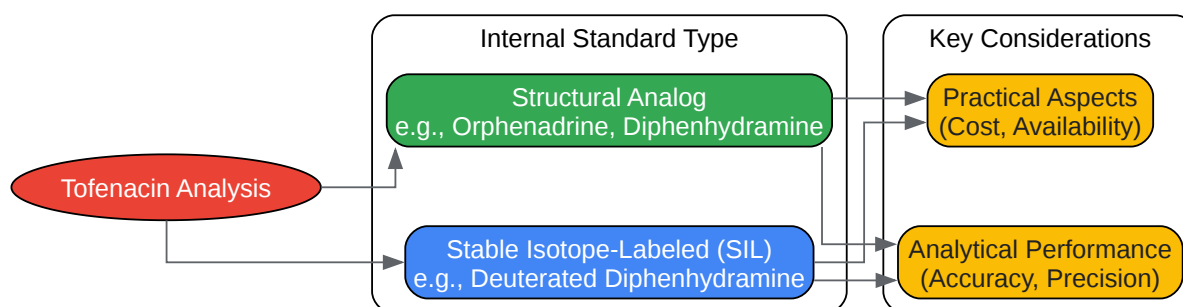 Internal Standard Type
Key Considerations
Structural Analog
e.g., Orphenadrine, Diphenhydramine
Practical Aspects
(Cost, Availability)
Tofenacin Analysis
Stable Isotope-Labeled (SIL)
e.g., Deuterated Diphenhydramine
Analytical Performance
(Accuracy, Precision)